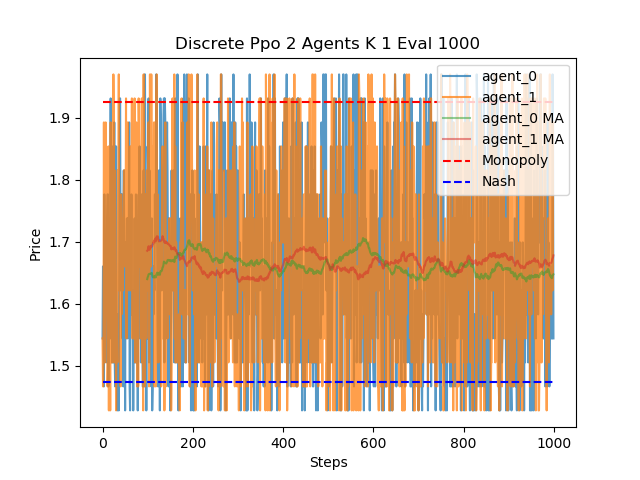 Discrete Ppo 2 Agents K 1 Eval 1000
agent_0
agent_1
agent_0 MA
agent_1 MA
Monopoly
Nash
Price
1.9
1.8
1.7
1.6
1.5
0 200 400 600 800 1000
Steps